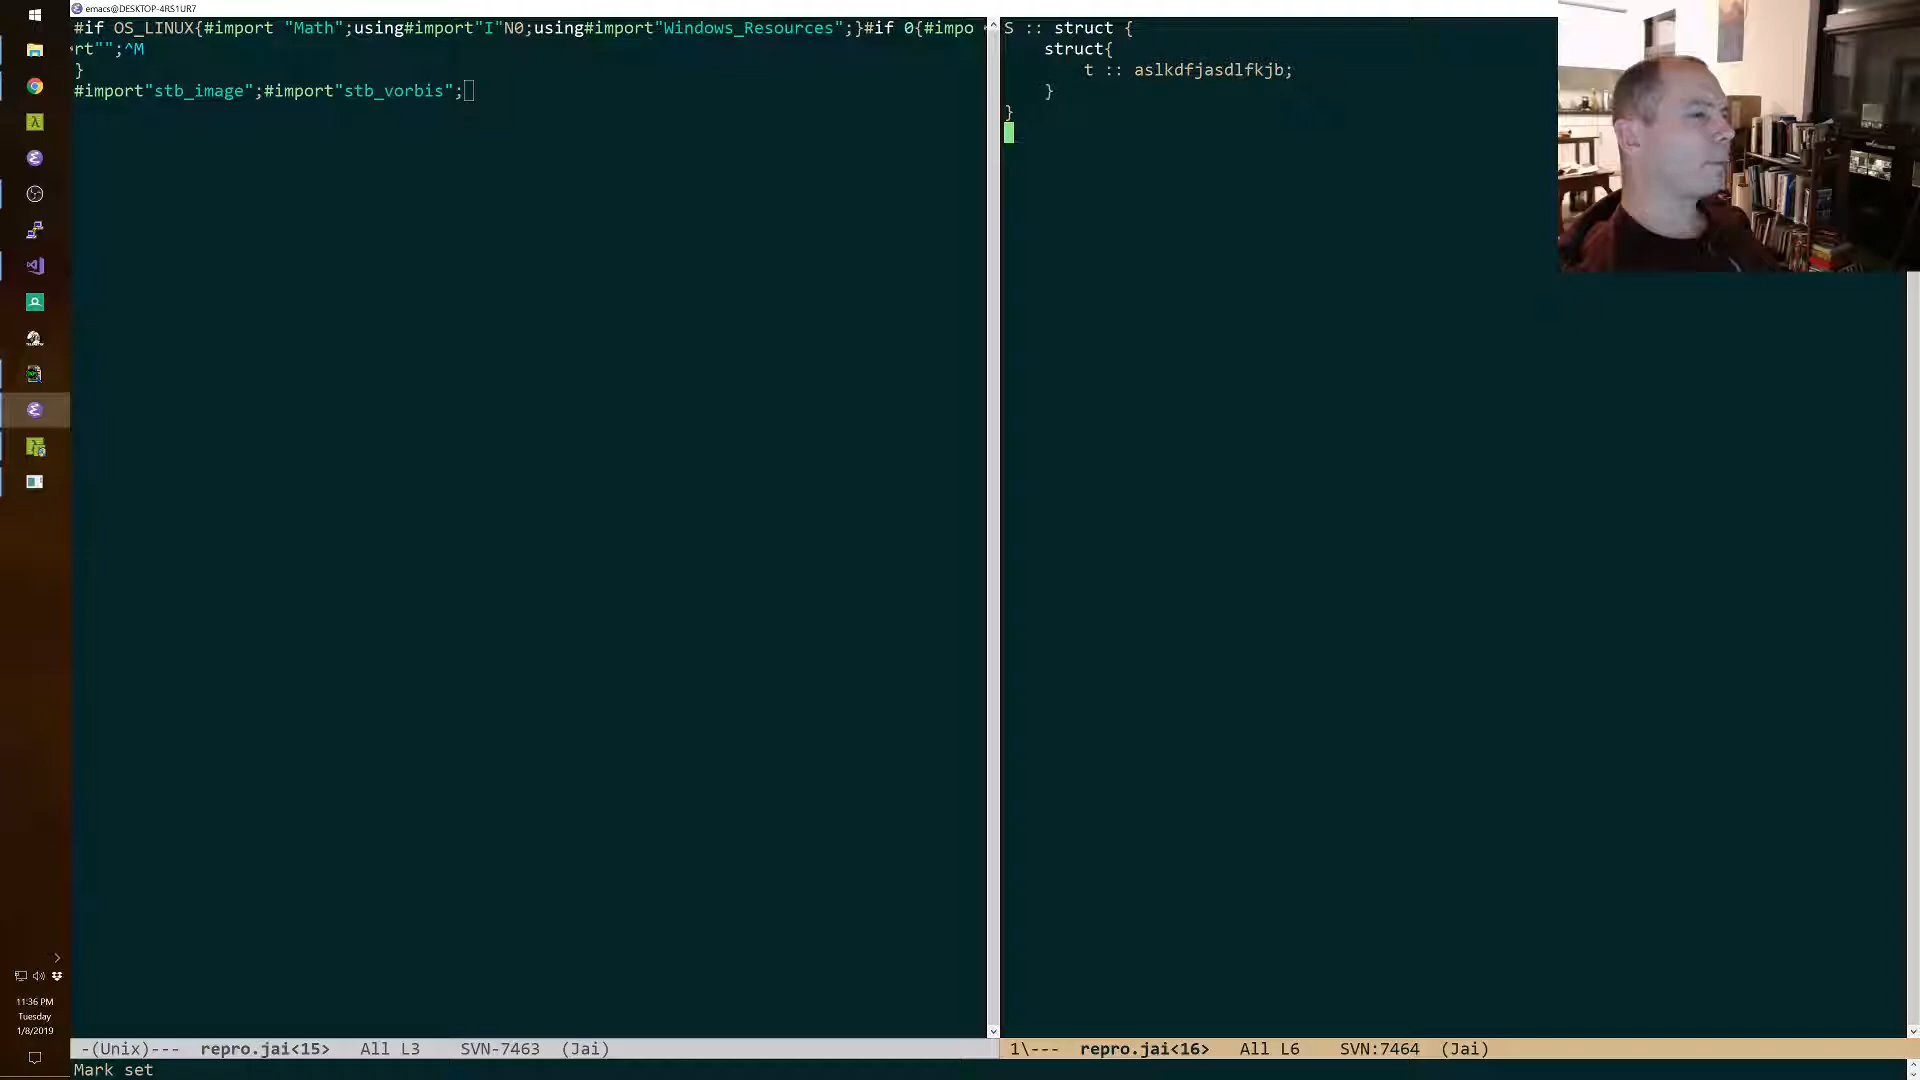 emacs@DESKTOP-4RS1UR7
#if OS_LINUX{#import "Math";using#import"I"N0;using#import"Windows_Resources";}#if 0{#impo
rt"";^M
}
#import"stb_image";#import"stb_vorbis";
S :: struct {
    struct{
        t :: aslkdfjasdlfkjb;
    }
}
11:36 PM
Tuesday
1/8/2019
-(Unix)--- repro.jai<15> All L3 SVN-7463 (Jai)
1\--- repro.jai<16> All L6 SVN:7464 (Jai)
Mark set